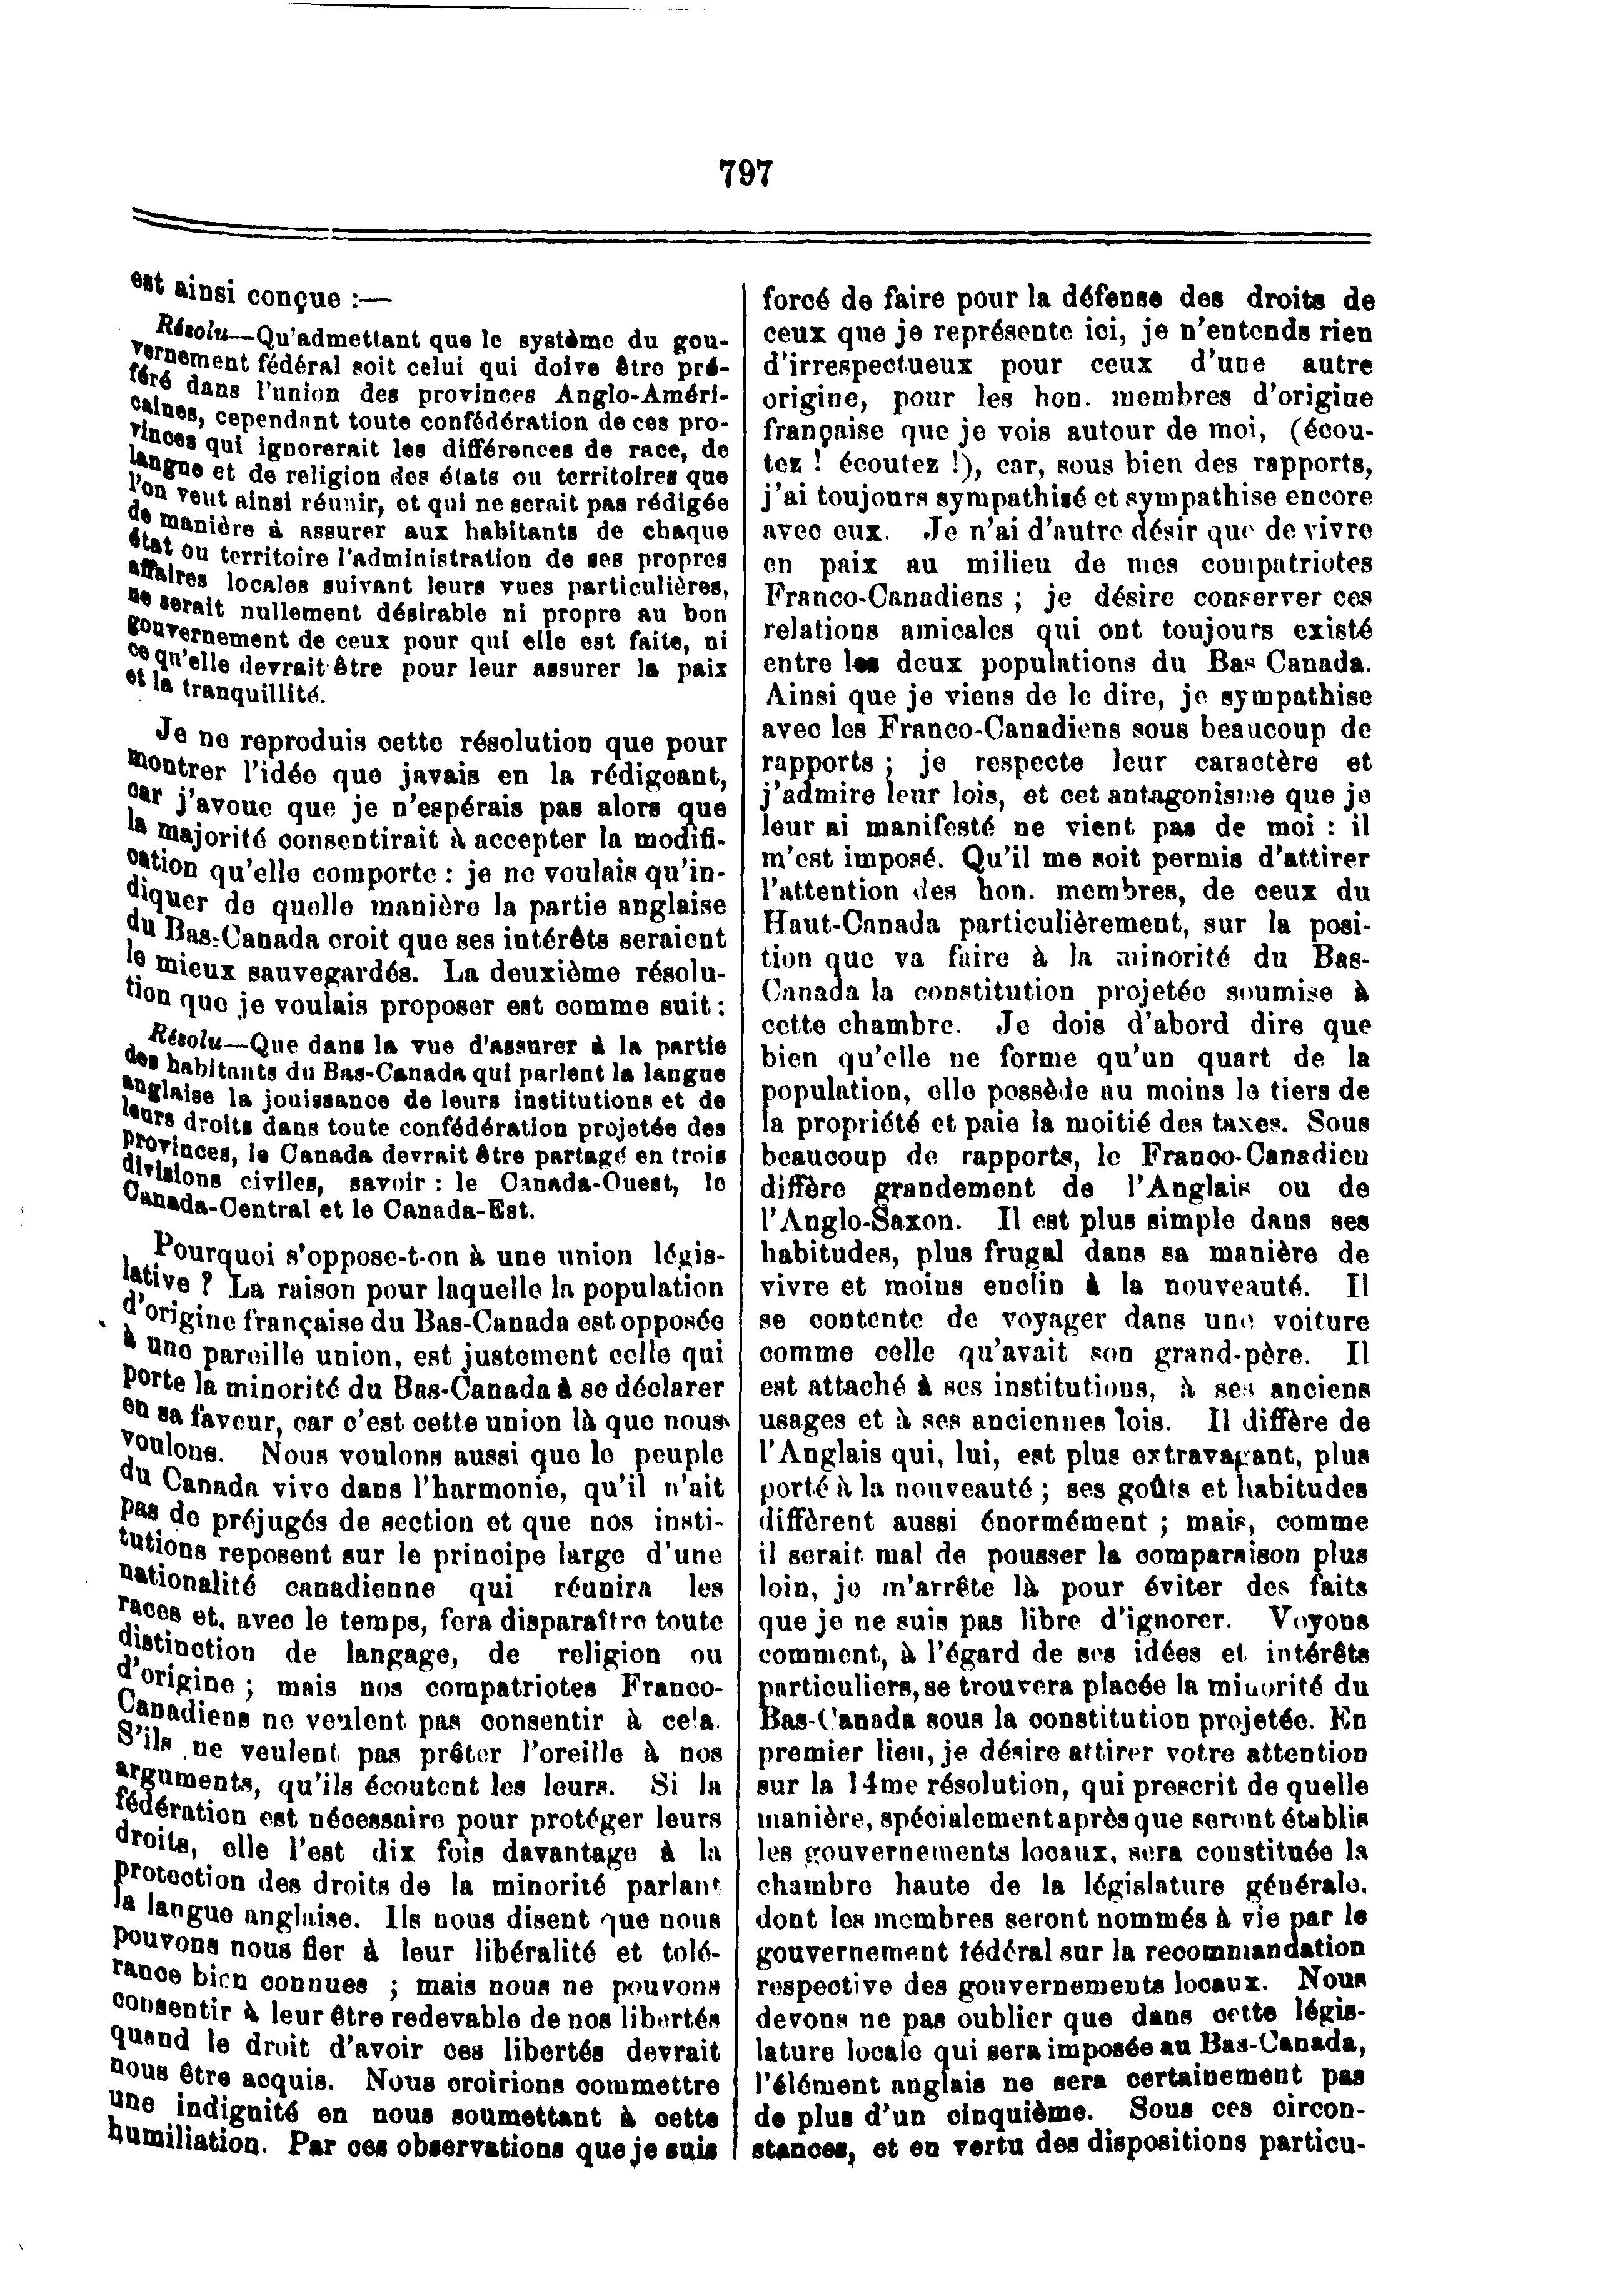 797
est ainsi conçue :—
Résolu—Qu'admettant que le système du gou-
vernement fédéral soit celui qui doive être pré-
féré dans l'union des provinces Anglo-Améri-
caines, cependant toute confédération de ces pro-
vinces qui ignorerait les différences de race, de
langue et de religion des états ou territoires que
l'on veut ainsi réunir, et qui ne serait pas rédigée
de manière à assurer aux habitants de chaque
état ou territoire l'administration de ses propres
affaires locales suivant leurs vues particulières,
ne serait nullement désirable ni propre au bon
gouvernement de ceux pour qui elle est faite, ni
ce qu'elle devrait être pour leur assurer la paix
et la tranquillité.
Je ne reproduis cette résolution que pour
montrer l'idée que javais en la rédigeant,
car j'avoue que je n'espérais pas alors que
la majorité consentirait à accepter la modifi-
cation qu'elle comporte : je ne voulais qu'in-
diquer de quelle manière la partie anglaise
du Bas-Canada croit que ses intérêts seraient
le mieux sauvegardés. La deuxième résolu-
tion que je voulais proposer est comme suit :
Résolu—Que dans la vue d'assurer à la partie
des habitants du Bas-Canada qui parlent la langue
anglaise la jouissance de leurs institutions et de
leurs droits dans toute confédération projetée des
provinces, le Canada devrait être partagé en trois
divisions civiles, savoir : le Canada-Ouest, le
Canada-Central et le Canada-Est.
Pourquoi s'oppose-t-on à une union légis-
lative ? La raison pour laquelle la population
d'origine française du Bas-Canada est opposée
à une pareille union, est justement celle qui
porte la minorité du Bas-Canada à se déclarer
en sa faveur, car c'est cette union là que nous
voulons. Nous voulons aussi que le peuple
du Canada vive dans l'harmonie, qu'il n'ait
pas de préjugés de section et que nos insti-
tutions reposent sur le principe large d'une
nationalité canadienne qui réunira les
races et, avec le temps, fera disparaître toute
distinction de langage, de religion ou
d'origine ; mais nos compatriotes Franco-
Canadiens ne veulent pas consentir à cela.
S'ils ne veulent pas prêter l'oreille à nos
arguments, qu'ils écoutent les leurs. Si la
fédération est nécessaire pour protéger leurs
droits, elle l'est dix fois davantage à la
protection des droits de la minorité parlant
la langue anglaise. Ils nous disent que nous
pouvons nous fier à leur libéralité et tolé-
rance bien connues ; mais nous ne pouvons
consentir à leur être redevable de nos libertés
quand le droit d'avoir ces libertés devrait
nous être acquis. Nous croirions commettre
une indignité en nous soumettant à cette
humiliation. Par ces observations que je suis
forcé de faire pour la défense des droits de
ceux que je représente ici, je n'entends rien
d'irrespectueux pour ceux d'une autre
origine, pour les hon. membres d'origine
française que je vois autour de moi, (écou-
tez ! écoutez !), car, sous bien des rapports,
j'ai toujours sympathisé et sympathise encore
avec eux. Je n'ai d'autre désir que de vivre
en paix au milieu de mes compatriotes
Franco-Canadiens ; je désire conserver ces
relations amicales qui ont toujours existé
entre les deux populations du Bas Canada.
Ainsi que je viens de le dire, je sympathise
avec les Franco-Canadiens sous beaucoup de
rapports ; je respecte leur caractère et
j'admire leur lois, et cet antagonisme que je
leur ai manifesté ne vient pas de moi : il
m'est imposé. Qu'il me soit permis d'attirer
l'attention des hon. membres, de ceux du
Haut-Canada particulièrement, sur la posi-
tion que va faire à la minorité du Bas-
Canada la constitution projetée soumise à
cette chambre. Je dois d'abord dire que
bien qu'elle ne forme qu'un quart de la
population, elle possède au moins le tiers de
la propriété et paie la moitié des taxes. Sous
beaucoup de rapports, le Franco-Canadien
diffère grandement de l'Anglais ou de
l'Anglo-Saxon. Il est plus simple dans ses
habitudes, plus frugal dans sa manière de
vivre et moins enclin à la nouveauté. Il
se contente de voyager dans une voiture
comme celle qu'avait son grand-père. Il
est attaché à ses institutions, à ses anciens
usages et à ses anciennes lois. Il diffère de
l'Anglais qui, lui, est plus extravagant, plus
porté à la nouveauté ; ses goûts et habitudes
diffèrent aussi énormément ; mais, comme
il serait mal de pousser la comparaison plus
loin, je m'arrête là pour éviter des faits
que je ne suis pas libre d'ignorer. Voyons
comment, à l'égard de ses idées et intérêts
particuliers, se trouvera placée la minorité du
Bas-Canada sous la constitution projetée. En
premier lieu, je désire attirer votre attention
sur la 14me résolution, qui prescrit de quelle
manière, spécialement après que seront établis
les gouvernements locaux, sera constituée la
chambre haute de la législature générale,
dont les membres seront nommés à vie par le
gouvernement fédéral sur la recommandation
respective des gouvernements locaux. Nous
devons ne pas oublier que dans cette légis-
lature locale qui sera imposée au Bas-Canada,
l'élément anglais ne sera certainement pas
de plus d'un cinquième. Sous ces circon-
stances, et en vertu des dispositions particu-